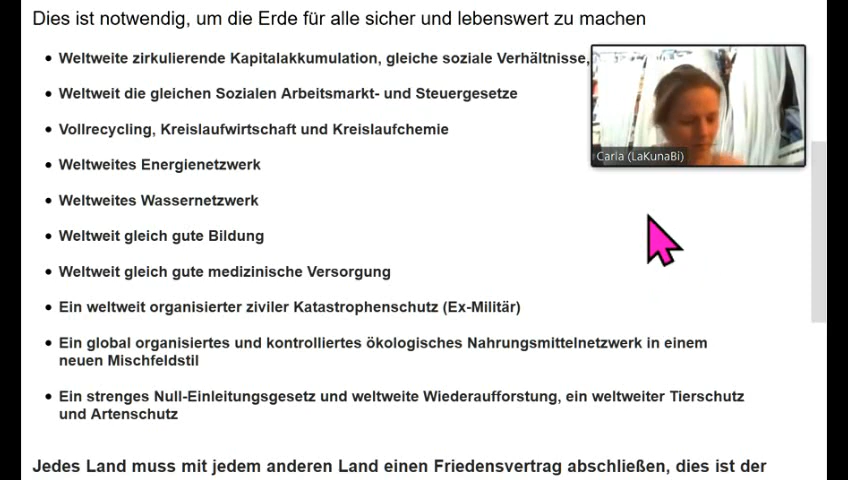 Dies ist notwendig, um die Erde für alle sicher und lebenswert zu machen
Weltweite zirkulierende Kapitalakkumulation, gleiche soziale Verhältnisse,
Weltweit die gleichen Sozialen Arbeitsmarkt- und Steuergesetze
Vollrecycling, Kreislaufwirtschaft und Kreislaufchemie
Weltweites Energienetzwerk
Weltweites Wassernetzwerk
Weltweit gleich gute Bildung
Weltweit gleich gute medizinische Versorgung
Ein weltweit organisierter ziviler Katastrophenschutz (Ex-Militär)
Ein global organisiertes und kontrolliertes ökologisches Nahrungsmittelnetzwerk in einem
neuen Mischfeldstil
Ein strenges Null-Einleitungsgesetz und weltweite Wiederaufforstung, ein weltweiter Tierschutz
und Artenschutz
Jedes Land muss mit jedem anderen Land einen Friedensvertrag abschließen, dies ist der
Carla (LaKunaBi)